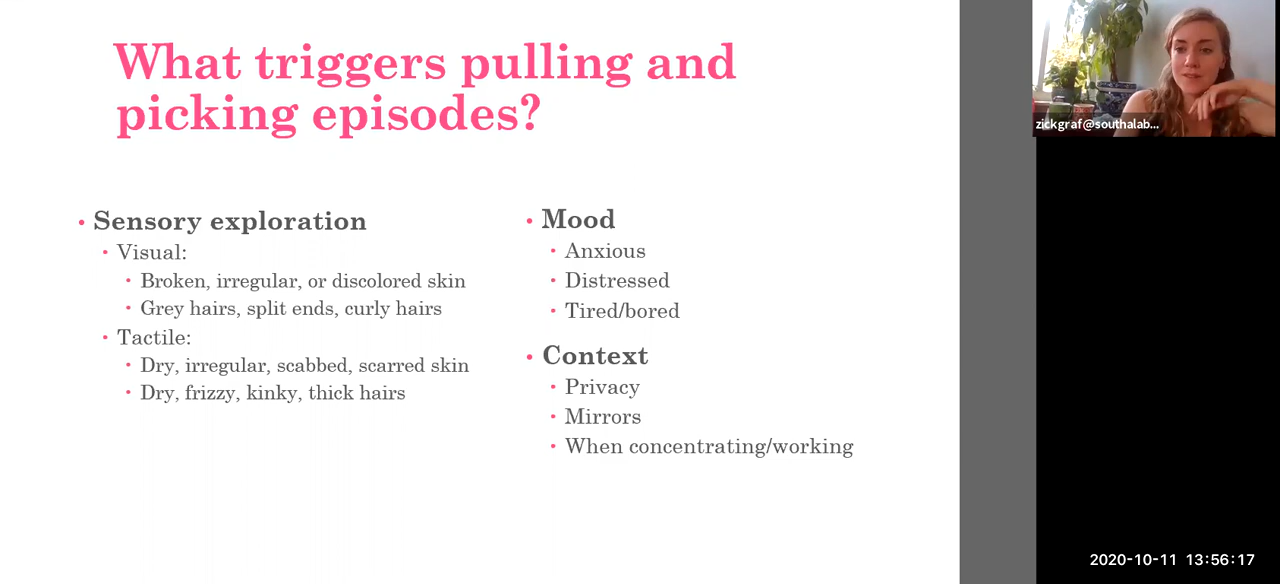 What triggers pulling and
picking episodes?
• Sensory exploration
• Visual:
• Broken, irregular, or discolored skin
• Grey hairs, split ends, curly hairs
• Tactile:
• Dry, irregular, scabbed, scarred skin
• Dry, frizzy, kinky, thick hairs
• Mood
• Anxious
• Distressed
• Tired/bored
• Context
• Privacy
• Mirrors
• When concentrating/working
zickgraf@southalab...
2020-10-11 13:56:17